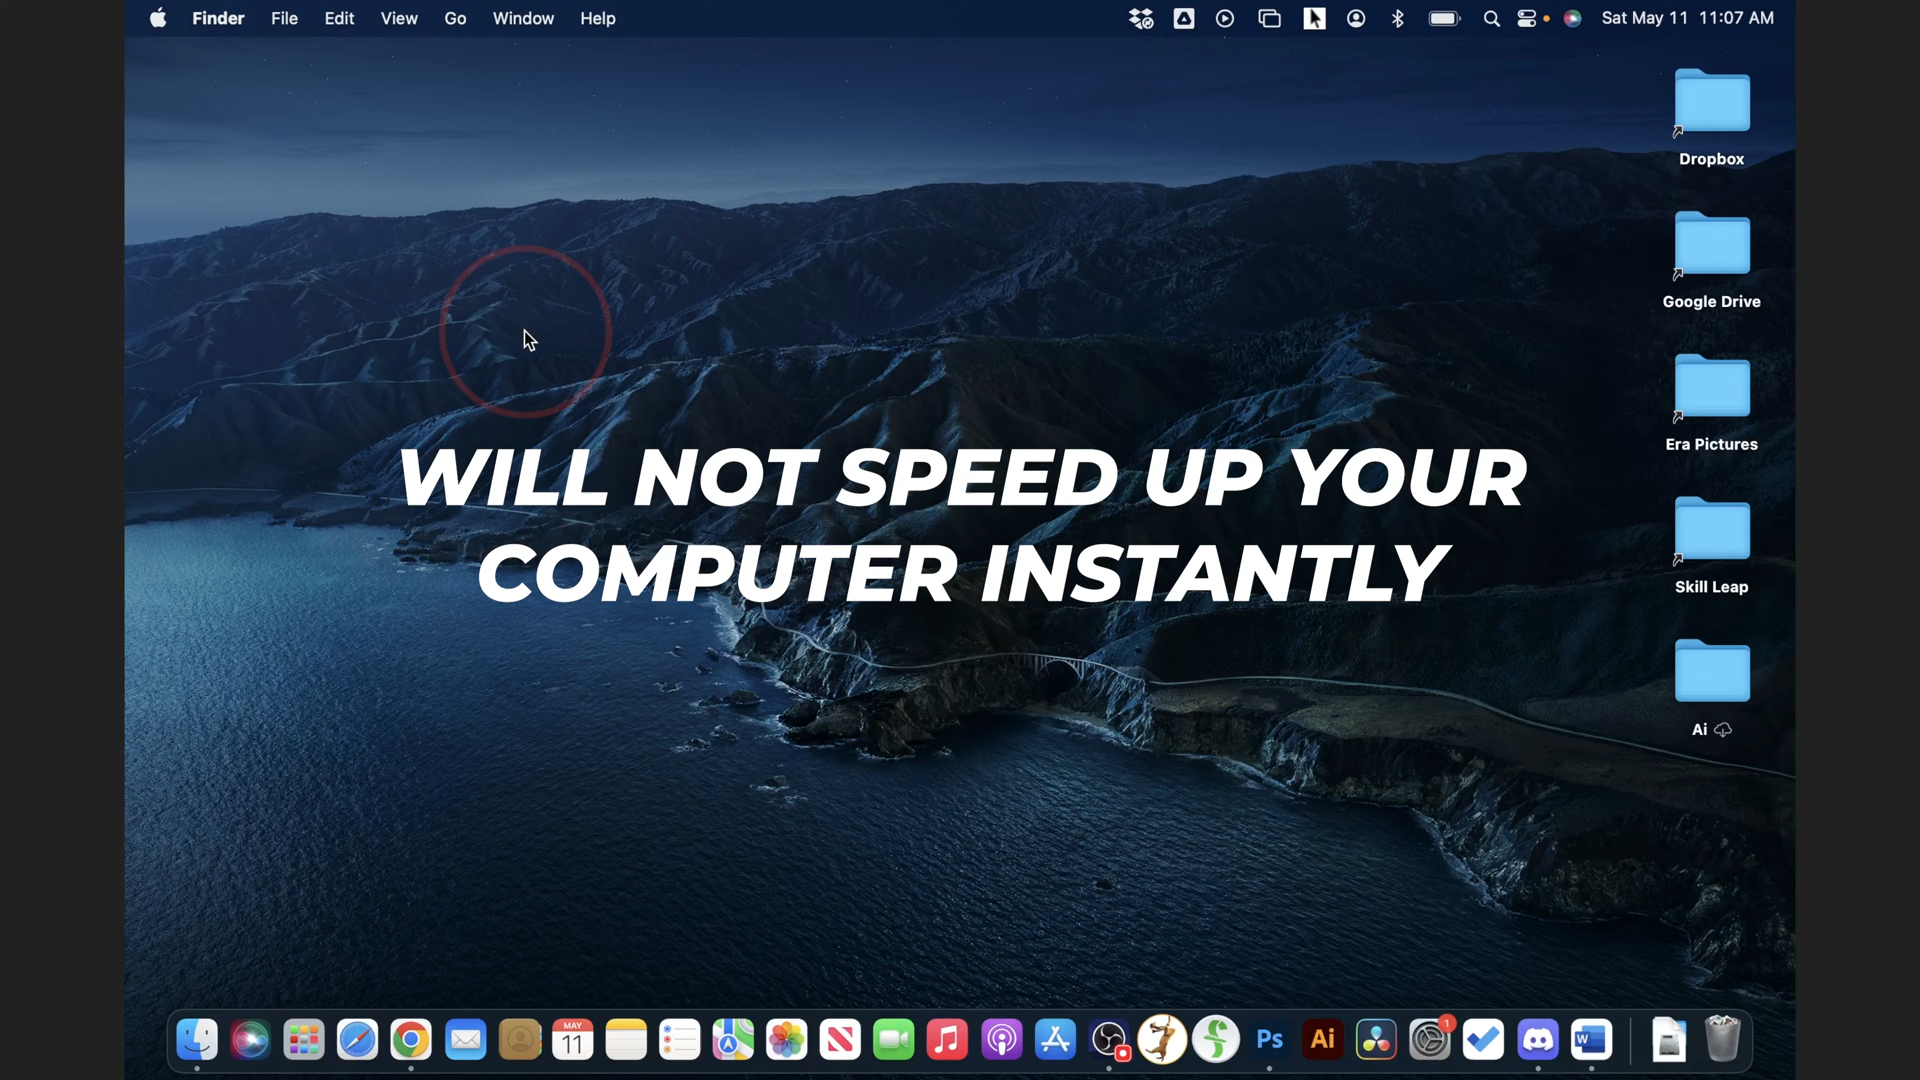 Finder File Edit View Go Window Help Sat May 11 11:07 AM
Dropbox
Google Drive
Era Pictures
WILL NOT SPEED UP YOUR
COMPUTER INSTANTLY
Skill Leap
Ai
MAY
11
Ps
Ai
1
W